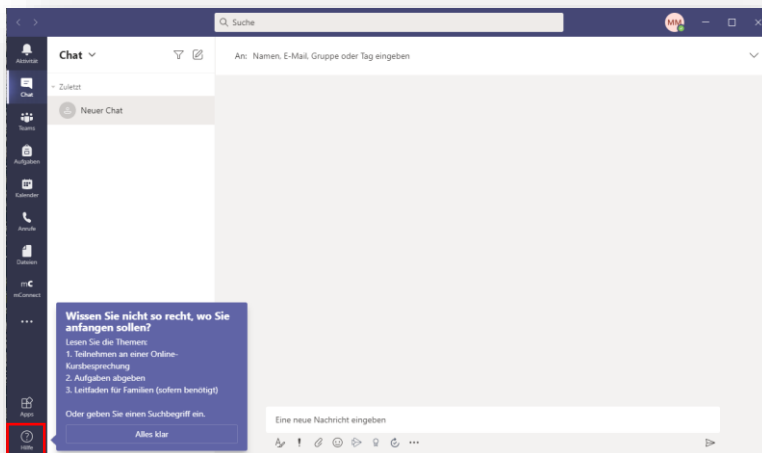 Suche
MM
Aktivität
Chat
Teams
Aufgaben
Kalender
Anrufe
Dateien
mC
mConnect
Apps
Hilfe
Chat
Zuletzt
Neuer Chat
An: Namen, E-Mail, Gruppe oder Tag eingeben
Wissen Sie nicht so recht, wo Sie
anfangen sollen?
Lesen Sie die Themen:
1. Teilnehmen an einer Online-
Kursbesprechung
2. Aufgaben abgeben
3. Leitfaden für Familien (sofern benötigt)
Oder geben Sie einen Suchbegriff ein.
Alles klar
Eine neue Nachricht eingeben